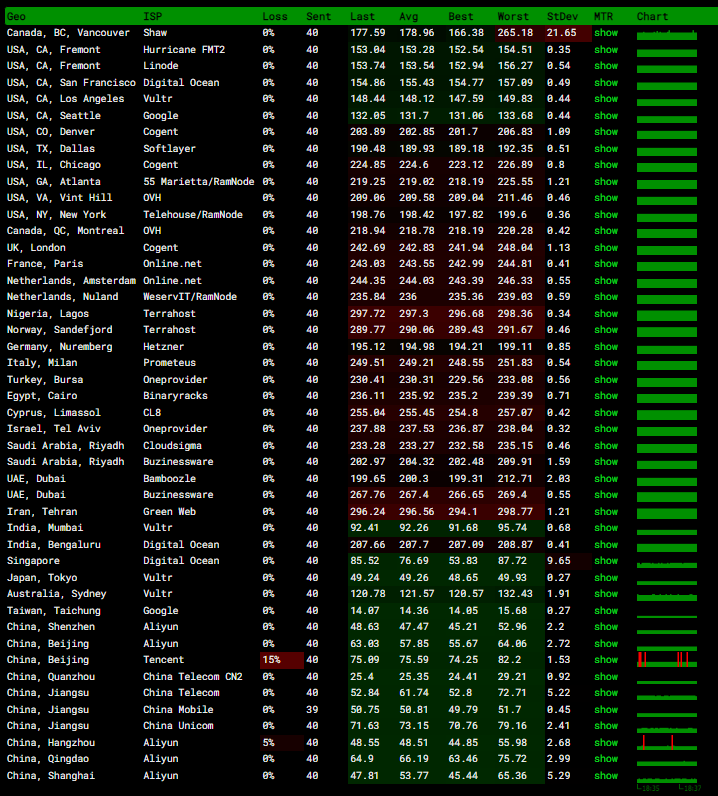 Geo ISP Loss Sent Last Avg Best Worst StDev MTR Chart
Canada, BC, Vancouver Shaw 0% 40 177.59 178.96 166.38 265.18 21.65 show
USA, CA, Fremont Hurricane FMT2 0% 40 153.04 153.28 152.54 154.51 0.35 show
USA, CA, Fremont Linode 0% 40 153.74 153.54 152.94 156.27 0.54 show
USA, CA, San Francisco Digital Ocean 0% 40 154.86 155.43 154.77 157.09 0.49 show
USA, CA, Los Angeles Vultr 0% 40 148.44 148.12 147.59 149.83 0.44 show
USA, CA, Seattle Google 0% 40 132.05 131.7 131.06 133.68 0.44 show
USA, CO, Denver Cogent 0% 40 203.89 202.85 201.7 206.83 1.09 show
USA, TX, Dallas Softlayer 0% 40 190.48 189.93 189.18 192.35 0.51 show
USA, IL, Chicago Cogent 0% 40 224.85 224.6 223.12 226.89 0.8 show
USA, GA, Atlanta 55 Marietta/RamNode 0% 40 219.25 219.02 218.19 225.55 1.21 show
USA, VA, Vint Hill OVH 0% 40 209.06 209.58 209.04 211.46 0.46 show
USA, NY, New York Telehouse/RamNode 0% 40 198.76 198.42 197.82 199.6 0.36 show
Canada, QC, Montreal OVH 0% 40 218.94 218.78 218.19 220.28 0.42 show
UK, London Cogent 0% 40 242.69 242.83 241.94 248.04 1.13 show
France, Paris Online.net 0% 40 243.03 243.55 242.99 244.81 0.41 show
Netherlands, Amsterdam Online.net 0% 40 244.35 244.03 243.39 246.33 0.55 show
Netherlands, Nuland WeservIT/RamNode 0% 40 235.84 236 235.36 239.03 0.59 show
Nigeria, Lagos Terrahost 0% 40 297.72 297.3 296.68 298.36 0.34 show
Norway, Sandefjord Terrahost 0% 40 289.77 290.06 289.43 291.67 0.46 show
Germany, Nuremberg Hetzner 0% 40 195.12 194.98 194.21 199.11 0.85 show
Italy, Milan Prometeus 0% 40 249.51 249.21 248.55 251.83 0.54 show
Turkey, Bursa Oneprovider 0% 40 230.41 230.31 229.56 233.08 0.56 show
Egypt, Cairo Binaryracks 0% 40 236.11 235.92 235.2 239.39 0.71 show
Cyprus, Limassol CL8 0% 40 255.04 255.45 254.8 257.07 0.42 show
Israel, Tel Aviv Oneprovider 0% 40 237.88 237.53 236.87 238.04 0.32 show
Saudi Arabia, Riyadh Cloudsigma 0% 40 233.28 233.27 232.58 235.15 0.46 show
Saudi Arabia, Riyadh Buzinessware 0% 40 202.97 204.32 202.48 209.91 1.59 show
UAE, Dubai Bamboozle 0% 40 199.65 200.3 199.31 212.71 2.03 show
UAE, Dubai Buzinessware 0% 40 267.76 267.4 266.65 269.4 0.55 show
Iran, Tehran Green Web 0% 40 296.24 296.56 294.1 298.77 1.21 show
India, Mumbai Vultr 0% 40 92.41 92.26 91.68 95.74 0.68 show
India, Bengaluru Digital Ocean 0% 40 207.66 207.7 207.09 208.87 0.41 show
Singapore Digital Ocean 0% 40 85.52 76.69 53.83 87.72 9.65 show
Japan, Tokyo Vultr 0% 40 49.24 49.26 48.65 49.93 0.27 show
Australia, Sydney Vultr 0% 40 120.78 121.57 120.57 132.43 1.91 show
Taiwan, Taichung Google 0% 40 14.07 14.36 14.05 15.68 0.27 show
China, Shenzhen Aliyun 0% 40 48.63 47.47 45.21 52.96 2.2 show
China, Beijing Aliyun 0% 40 63.03 57.85 55.67 64.06 2.72 show
China, Beijing Tencent 15% 40 75.09 75.59 74.25 82.2 1.53 show
China, Quanzhou China Telecom CN2 0% 40 25.4 25.35 24.41 29.21 0.92 show
China, Jiangsu China Telecom 0% 40 52.84 61.74 52.8 72.71 5.22 show
China, Jiangsu China Mobile 0% 39 50.75 50.81 49.79 51.7 0.45 show
China, Jiangsu China Unicom 0% 40 71.63 73.15 70.76 79.16 2.41 show
China, Hangzhou Aliyun 5% 40 48.55 48.51 44.85 55.98 2.68 show
China, Qingdao Aliyun 0% 40 64.9 66.19 63.46 75.72 2.99 show
China, Shanghai Aliyun 0% 40 47.81 53.77 45.44 65.36 5.29 show
18:35 18:37